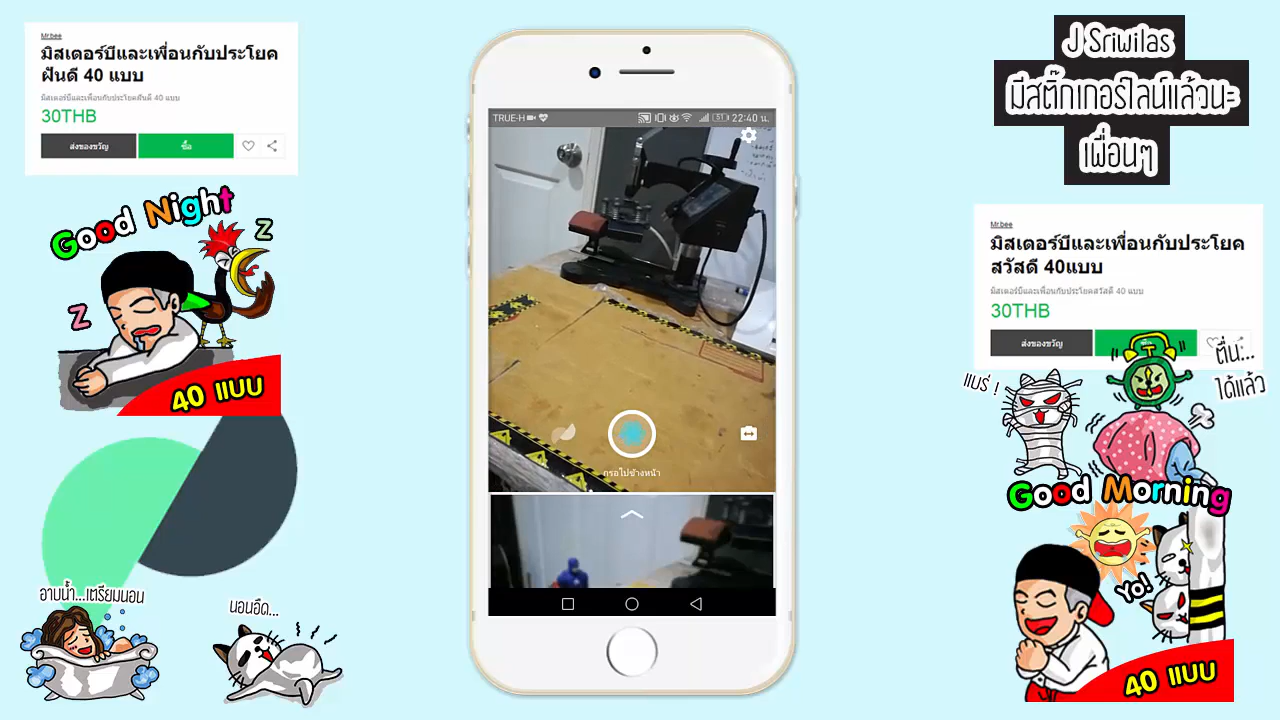 Mr.bee
มิสเตอร์บีและเพื่อนกับประโยค
ฝันดี 40 แบบ
มิสเตอร์บีและเพื่อนกับประโยคฝันดี 40 แบบ
30THB
ส่งของขวัญ
ซื้อ
Good Night
Z
Z
40 แบบ
อาบน้ำ...เตรียมนอน
นอนอืด...
TRUE-H
51
22:40 น.
กรอไปข้างหน้า
J Sriwilas
มีสติ๊กเกอร์ไลน์แล้วนะ
เพื่อนๆ
Mr.bee
มิสเตอร์บีและเพื่อนกับประโยค
สวัสดี 40แบบ
มิสเตอร์บีและเพื่อนกับประโยคสวัสดี 40 แบบ
30THB
ส่งของขวัญ
แบร่ !
ตื่น...
ได้แล้ว
Good Morning
Yo!
40 แบบ